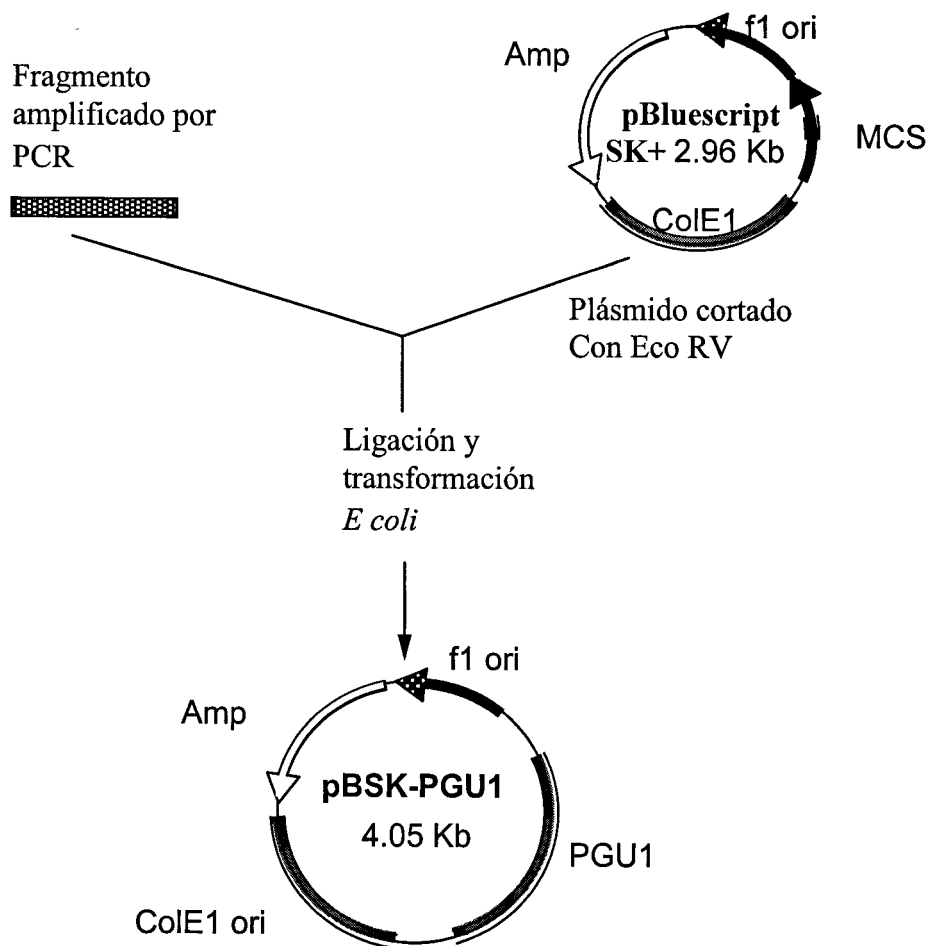 Fragmento
amplificado por
PCR
Amp
f1 ori
pBluescript
SK+ 2.96 Kb
MCS
ColE1
Plásmido cortado
Con Eco RV
Ligación y
transformación
E coli
f1 ori
Amp
pBSK-PGU1
4.05 Kb
PGU1
ColE1 ori